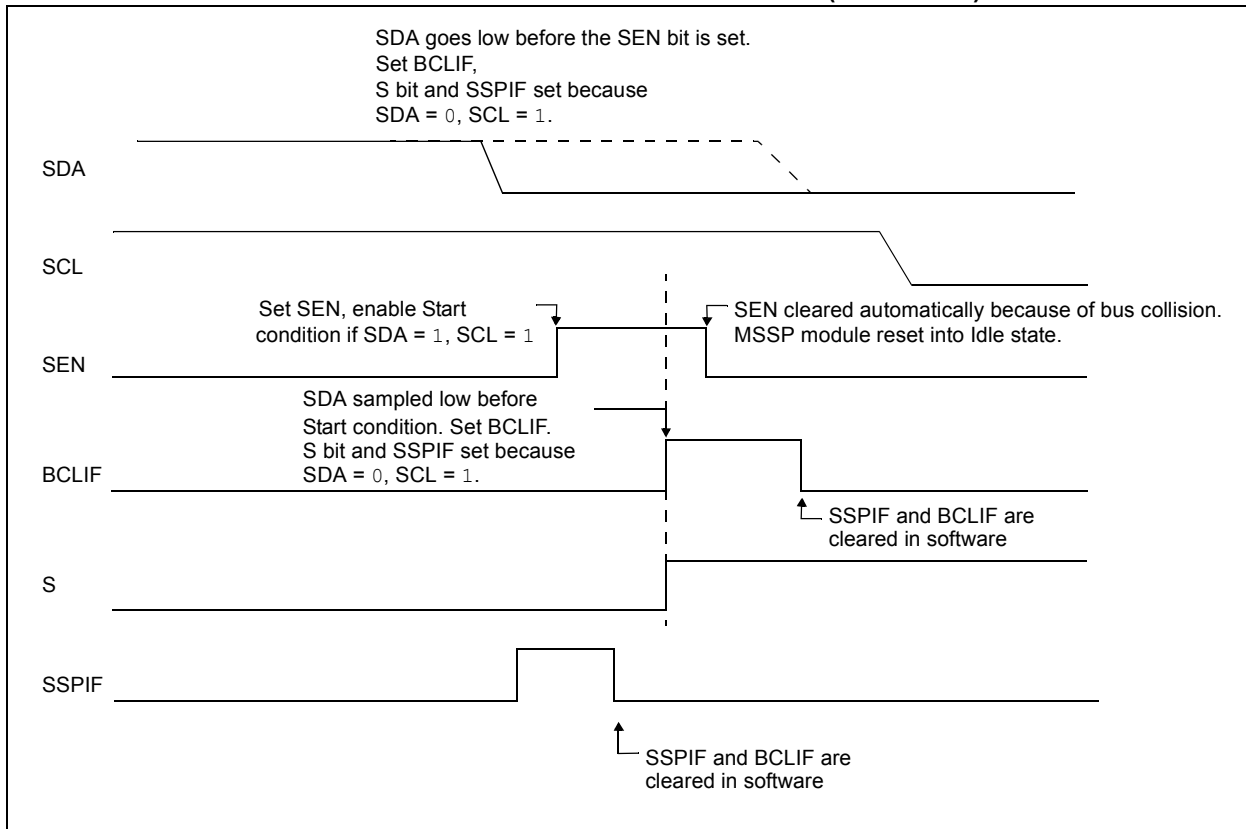 SDA goes low before the SEN bit is set.
Set BCLIF,
S bit and SSPIF set because
SDA = 0, SCL = 1.
SDA
SCL
Set SEN, enable Start
condition if SDA = 1, SCL = 1
SEN cleared automatically because of bus collision.
MSSP module reset into Idle state.
SEN
SDA sampled low before
Start condition. Set BCLIF.
S bit and SSPIF set because
SDA = 0, SCL = 1.
BCLIF
SSPIF and BCLIF are
cleared in software
S
SSPIF
SSPIF and BCLIF are
cleared in software